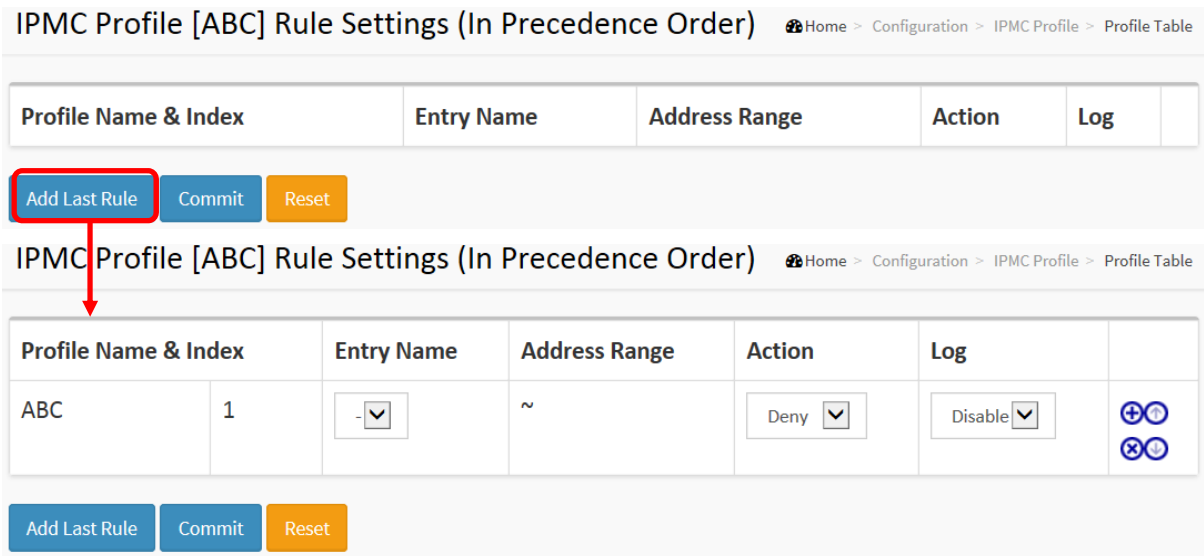 IPMC Profile [ABC] Rule Settings (In Precedence Order) Home > Configuration > IPMC Profile > Profile Table
Profile Name & Index Entry Name Address Range Action Log
Add Last Rule Commit Reset
IPMC Profile [ABC] Rule Settings (In Precedence Order) Home > Configuration > IPMC Profile > Profile Table
Profile Name & Index Entry Name Address Range Action Log
ABC 1 - ~ Deny Disable
Add Last Rule Commit Reset